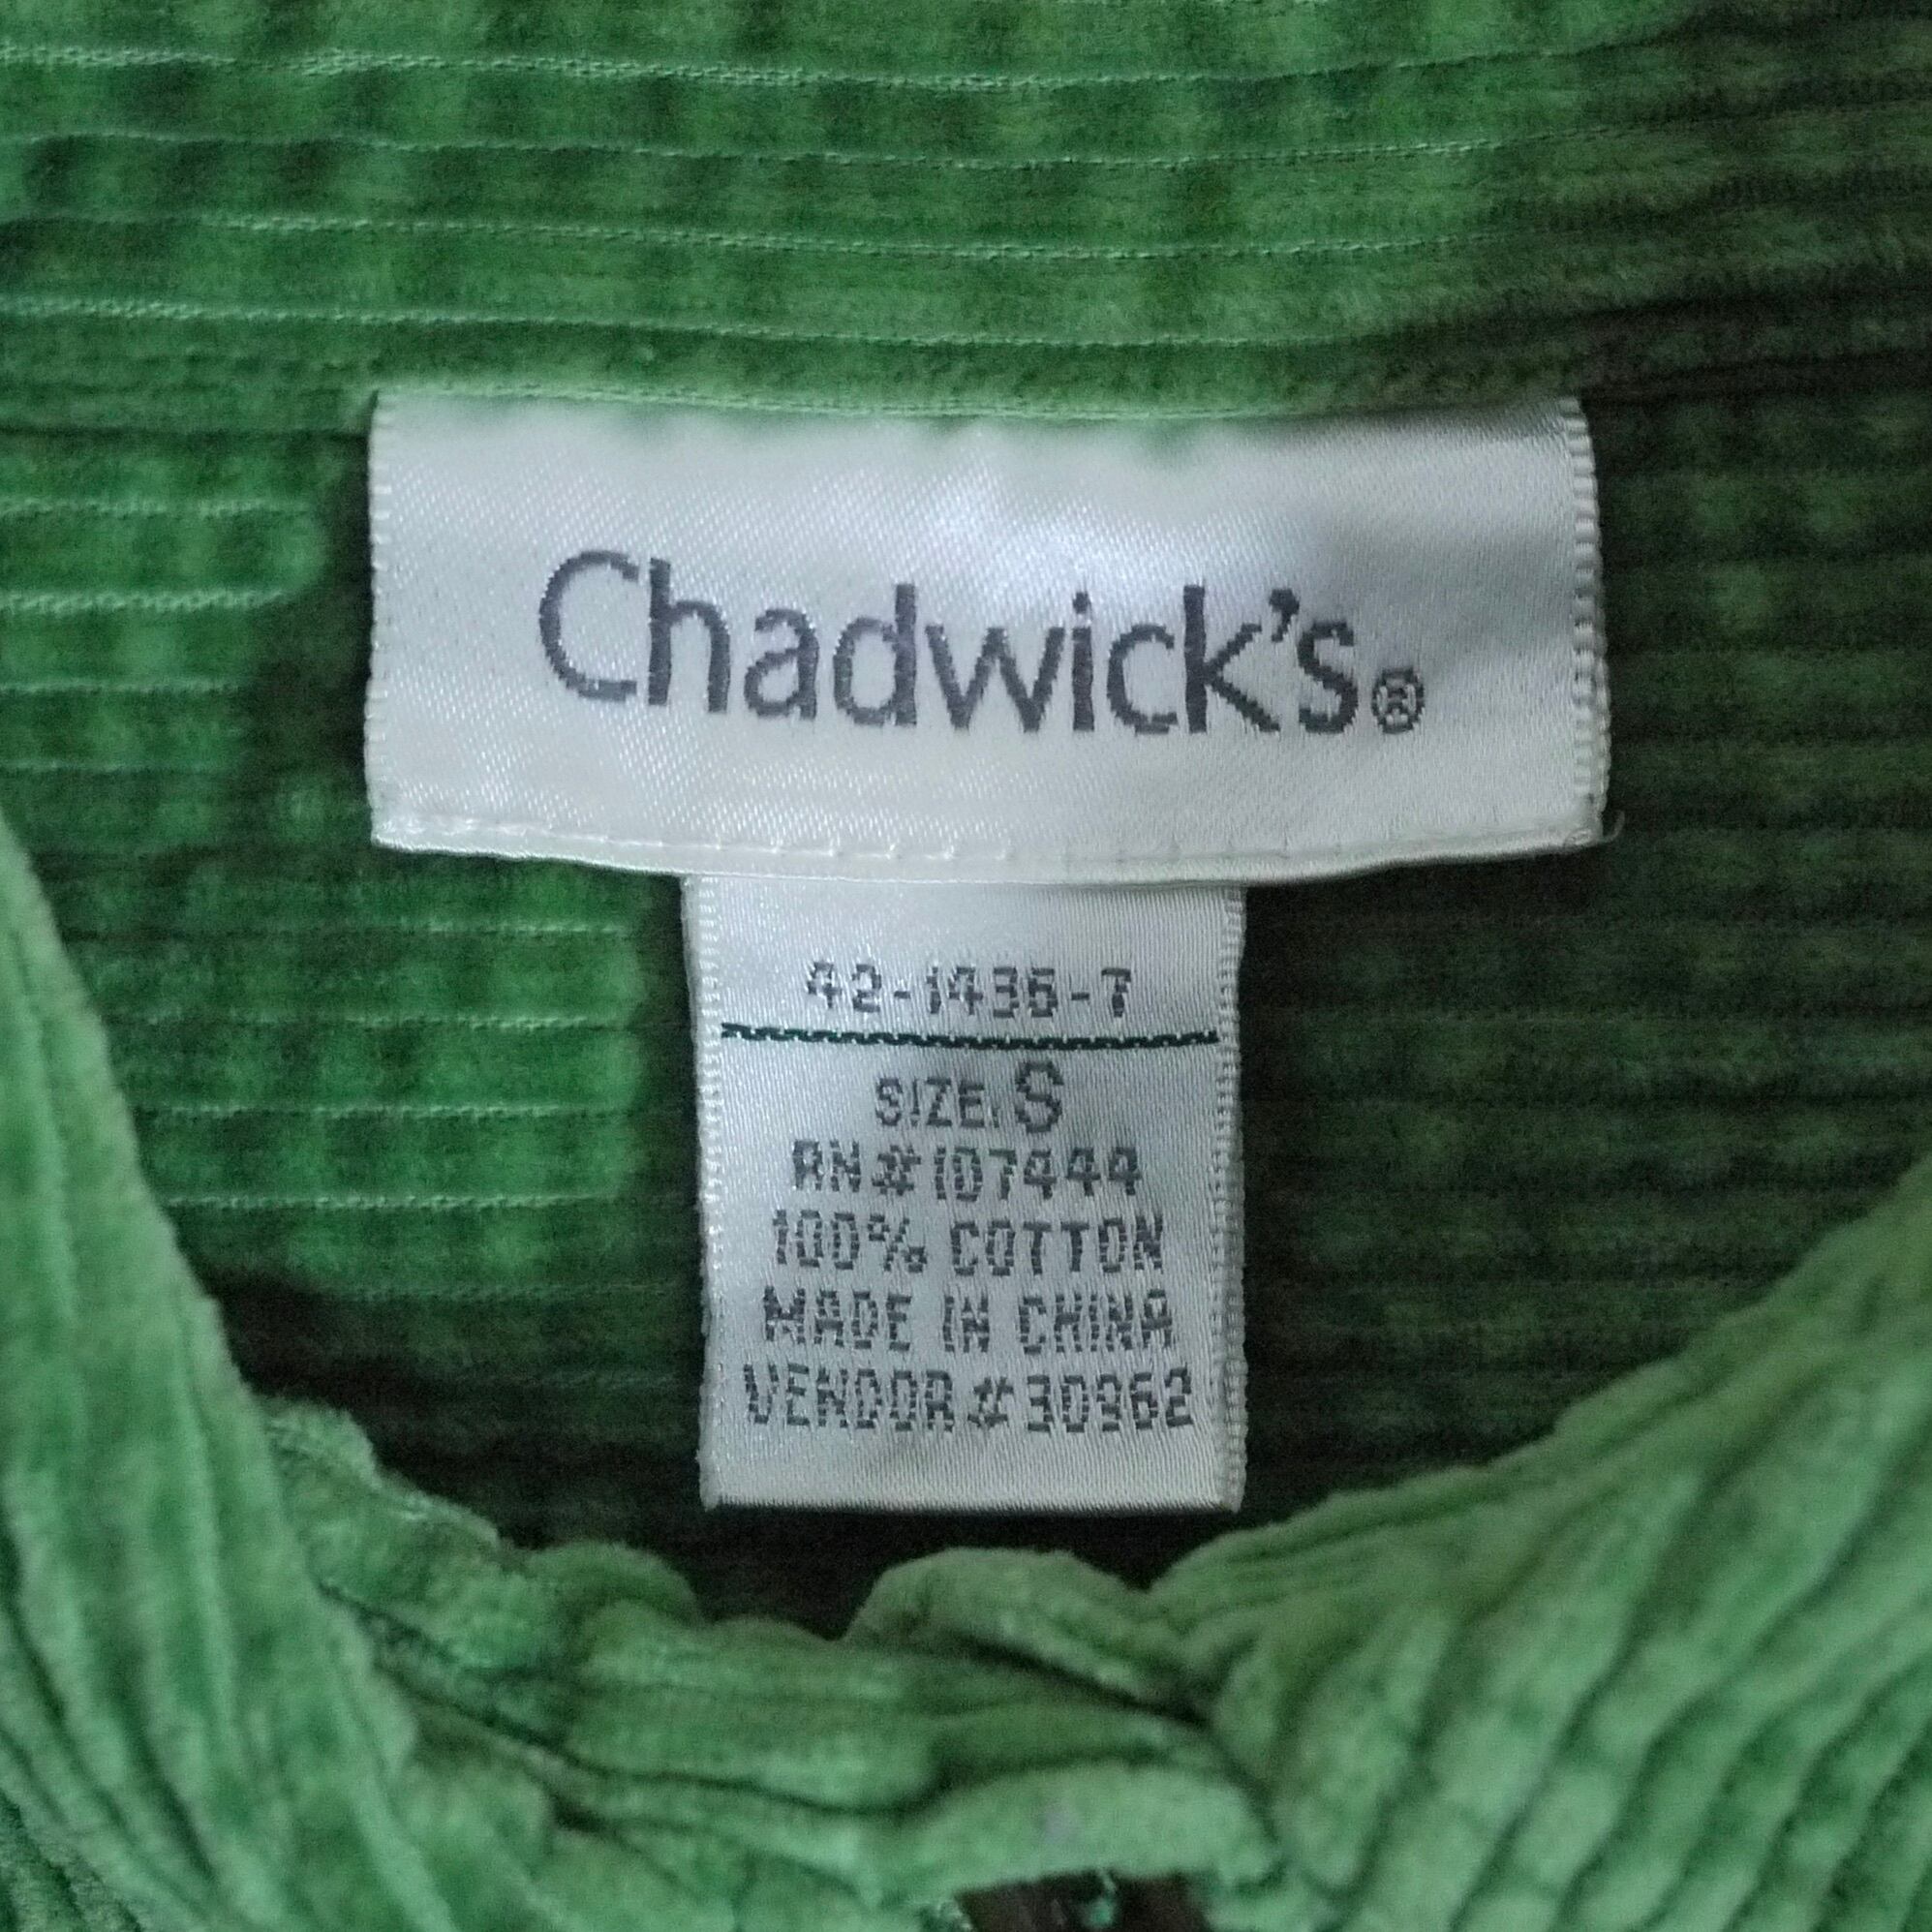 Chadwick's®
42-1435-7
SIZE: S
RN#107444
100% COTTON
MADE IN CHINA
VENDOR#30962